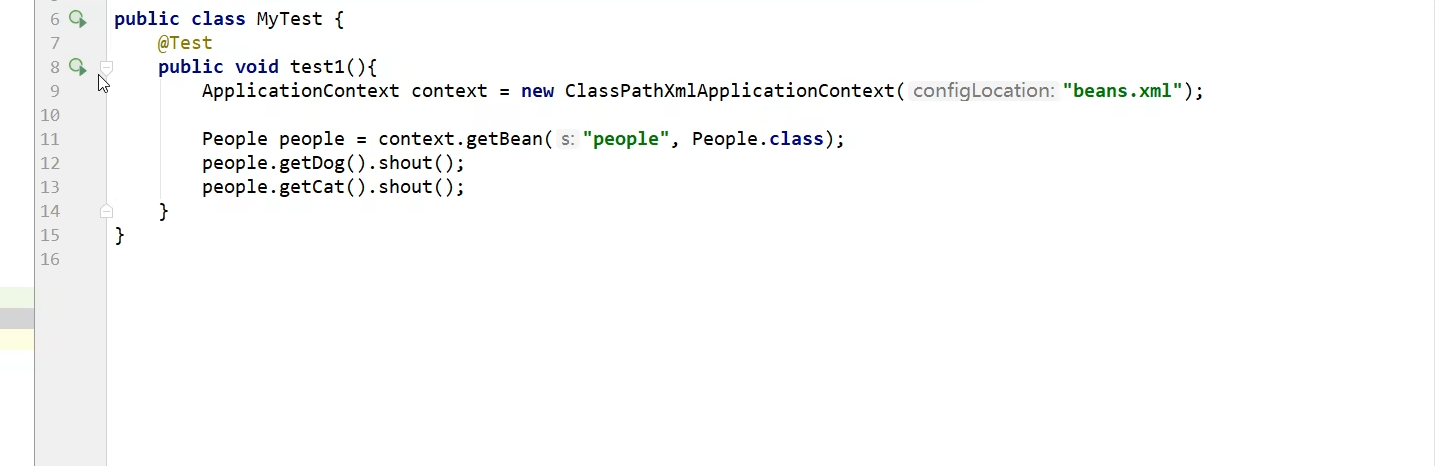 6 public class MyTest {
7 @Test
8 public void test1(){
9 ApplicationContext context = new ClassPathXmlApplicationContext( configLocation: "beans.xml");
10
11 People people = context.getBean( s: "people", People.class);
12 people.getDog().shout();
13 people.getCat().shout();
14 }
15 }
16